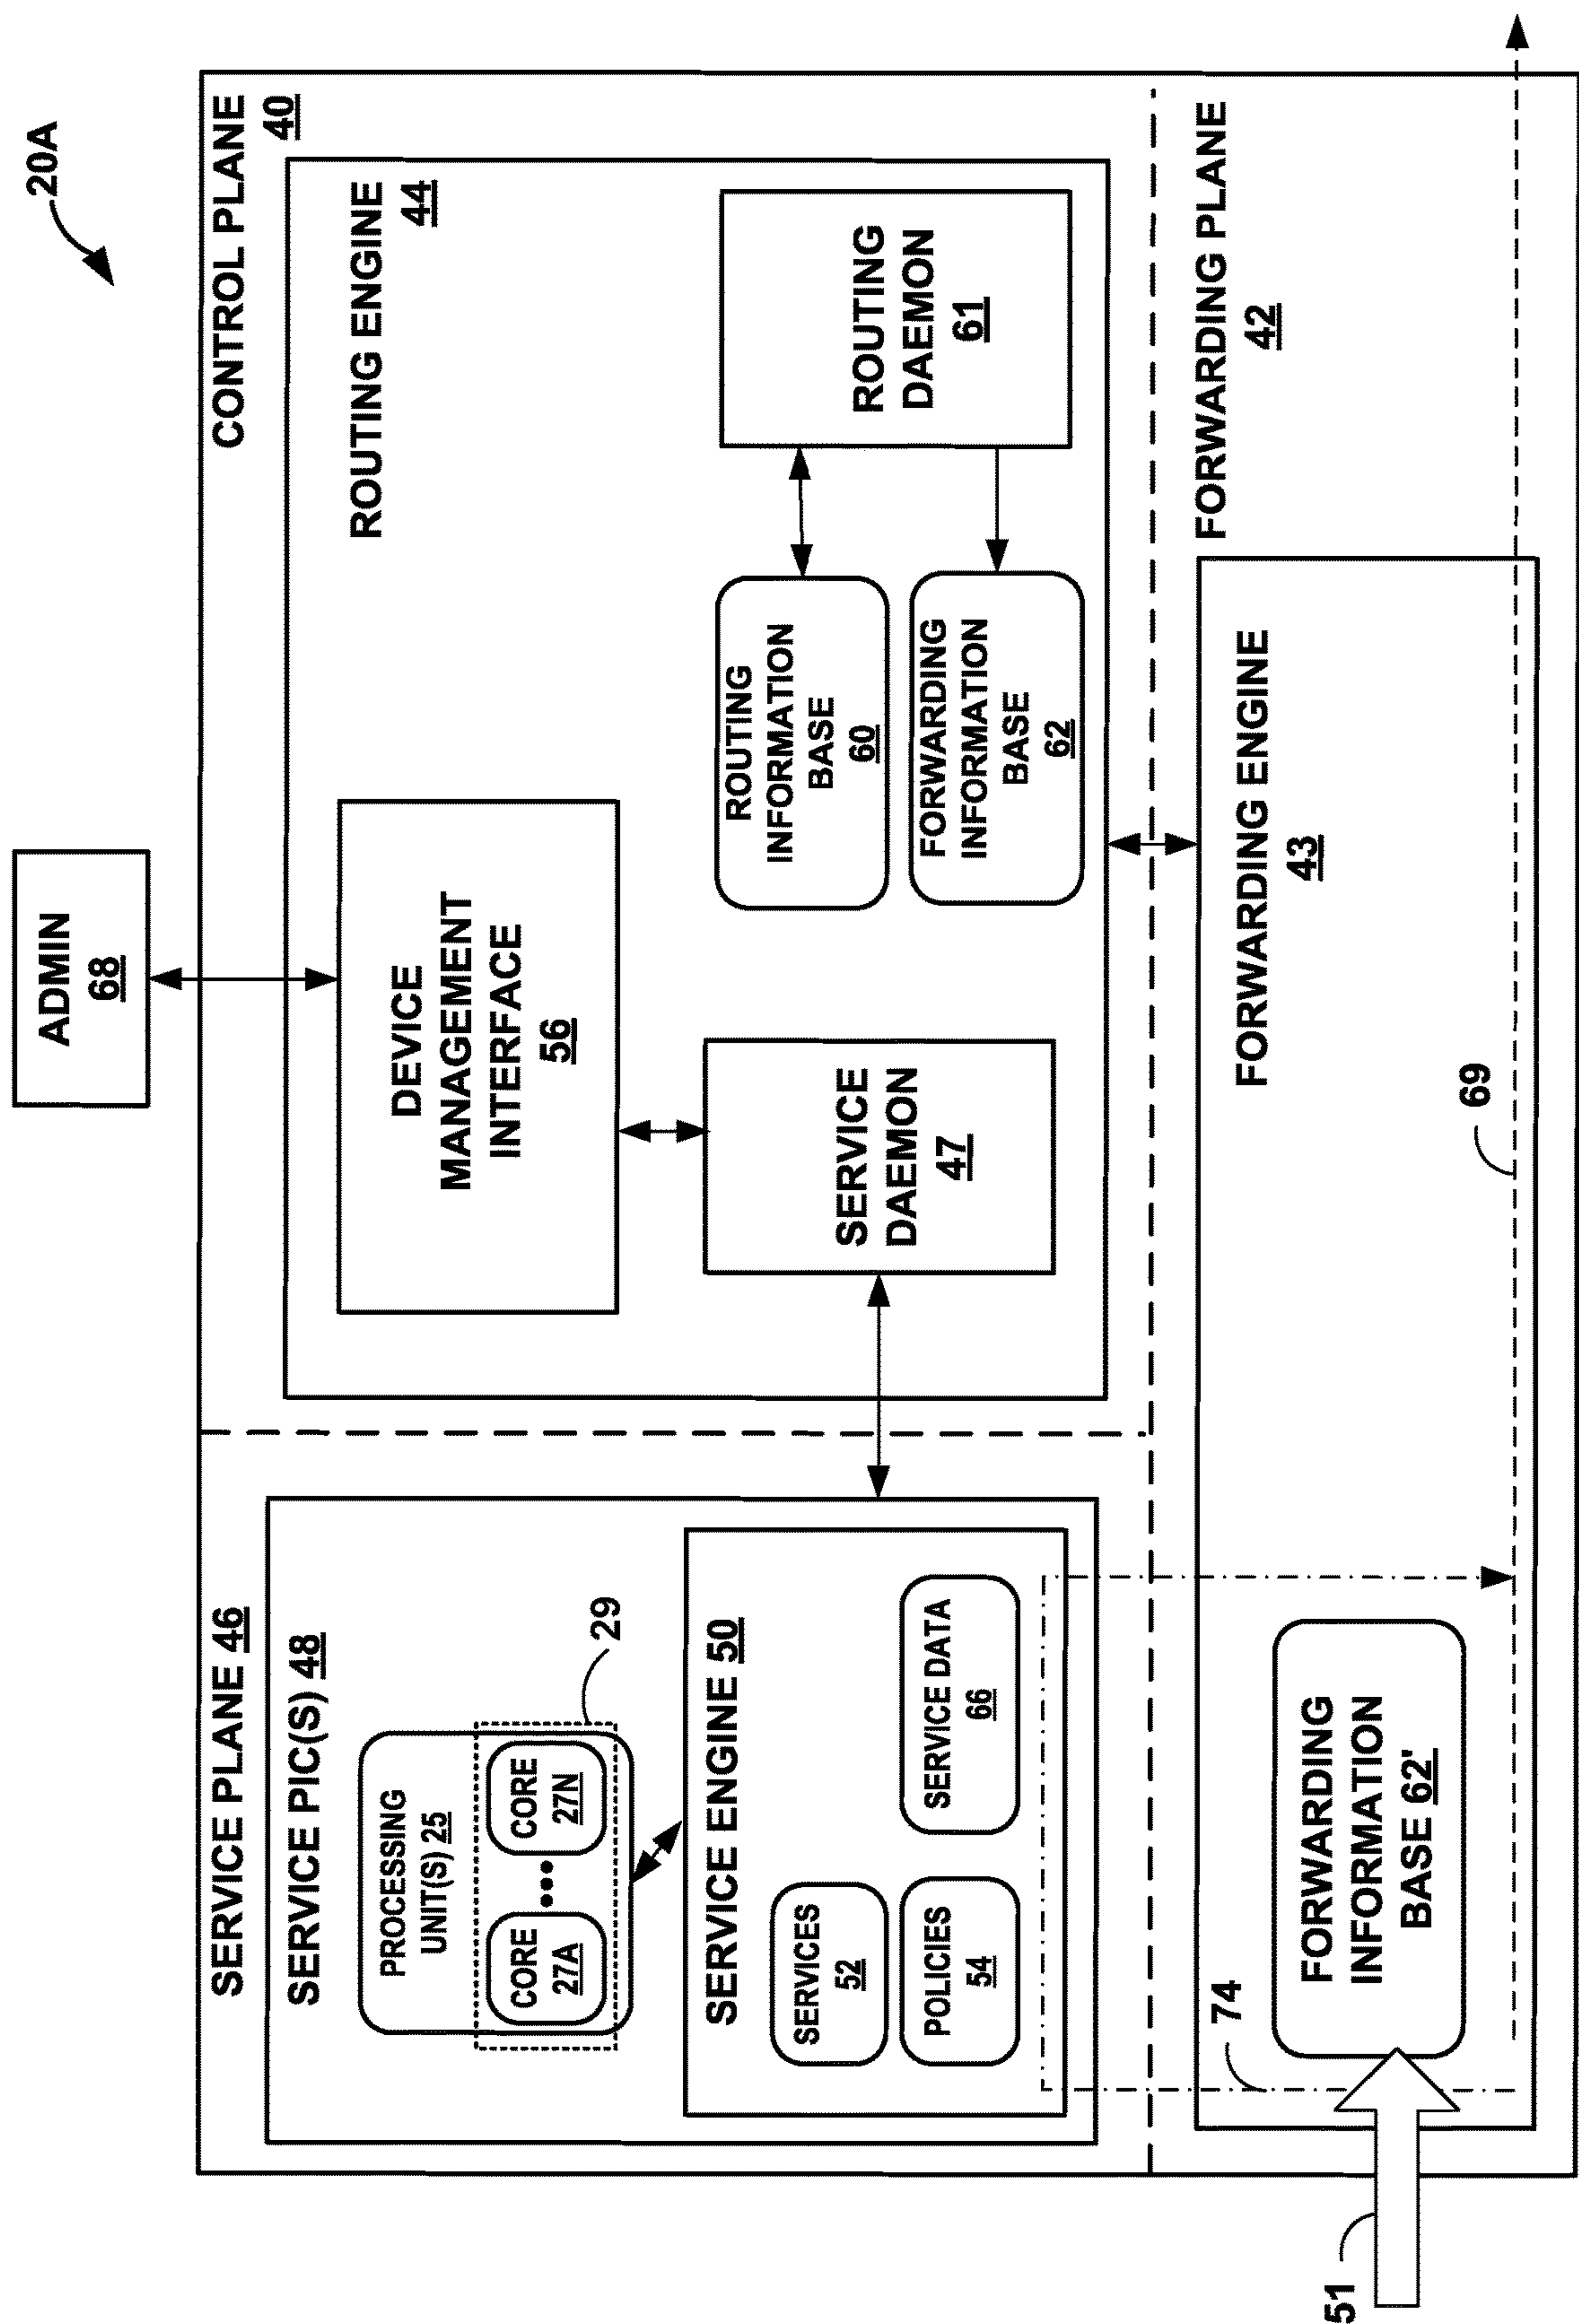 20A
ADMIN
68
SERVICE PLANE 46
SERVICE PIC(S) 48
PROCESSING
UNIT(S) 25
CORE
27A
CORE
27N
29
SERVICE ENGINE 50
SERVICES
52
POLICIES
54
SERVICE DATA
66
CONTROL PLANE
40
ROUTING ENGINE
44
DEVICE
MANAGEMENT
INTERFACE
56
SERVICE
DAEMON
47
ROUTING
INFORMATION
BASE
60
FORWARDING
INFORMATION
BASE
62
ROUTING
DAEMON
61
FORWARDING PLANE
42
FORWARDING ENGINE
43
74
FORWARDING
INFORMATION
BASE 62'
69
51